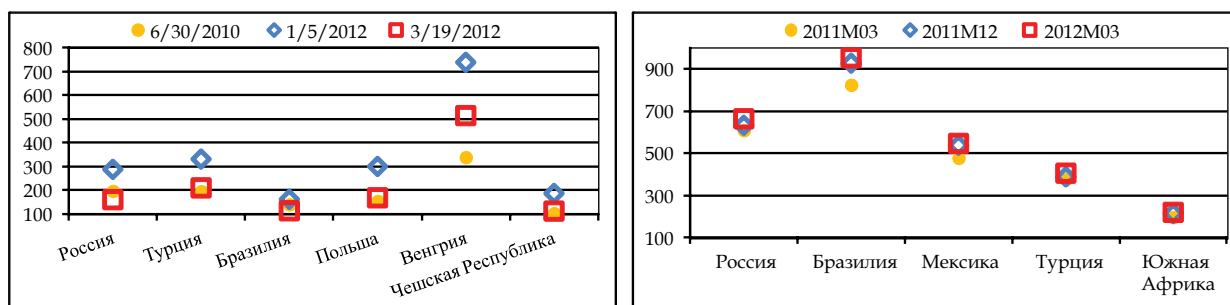 6/30/2010 1/5/2012 3/19/2012
800
700
600
500
400
300
200
100
Россия Турция Бразилия Польша Венгрия Чешская Республика
2011M03 2011M12 2012M03
900
700
500
300
100
Россия Бразилия Мексика Турция Южная
Африка